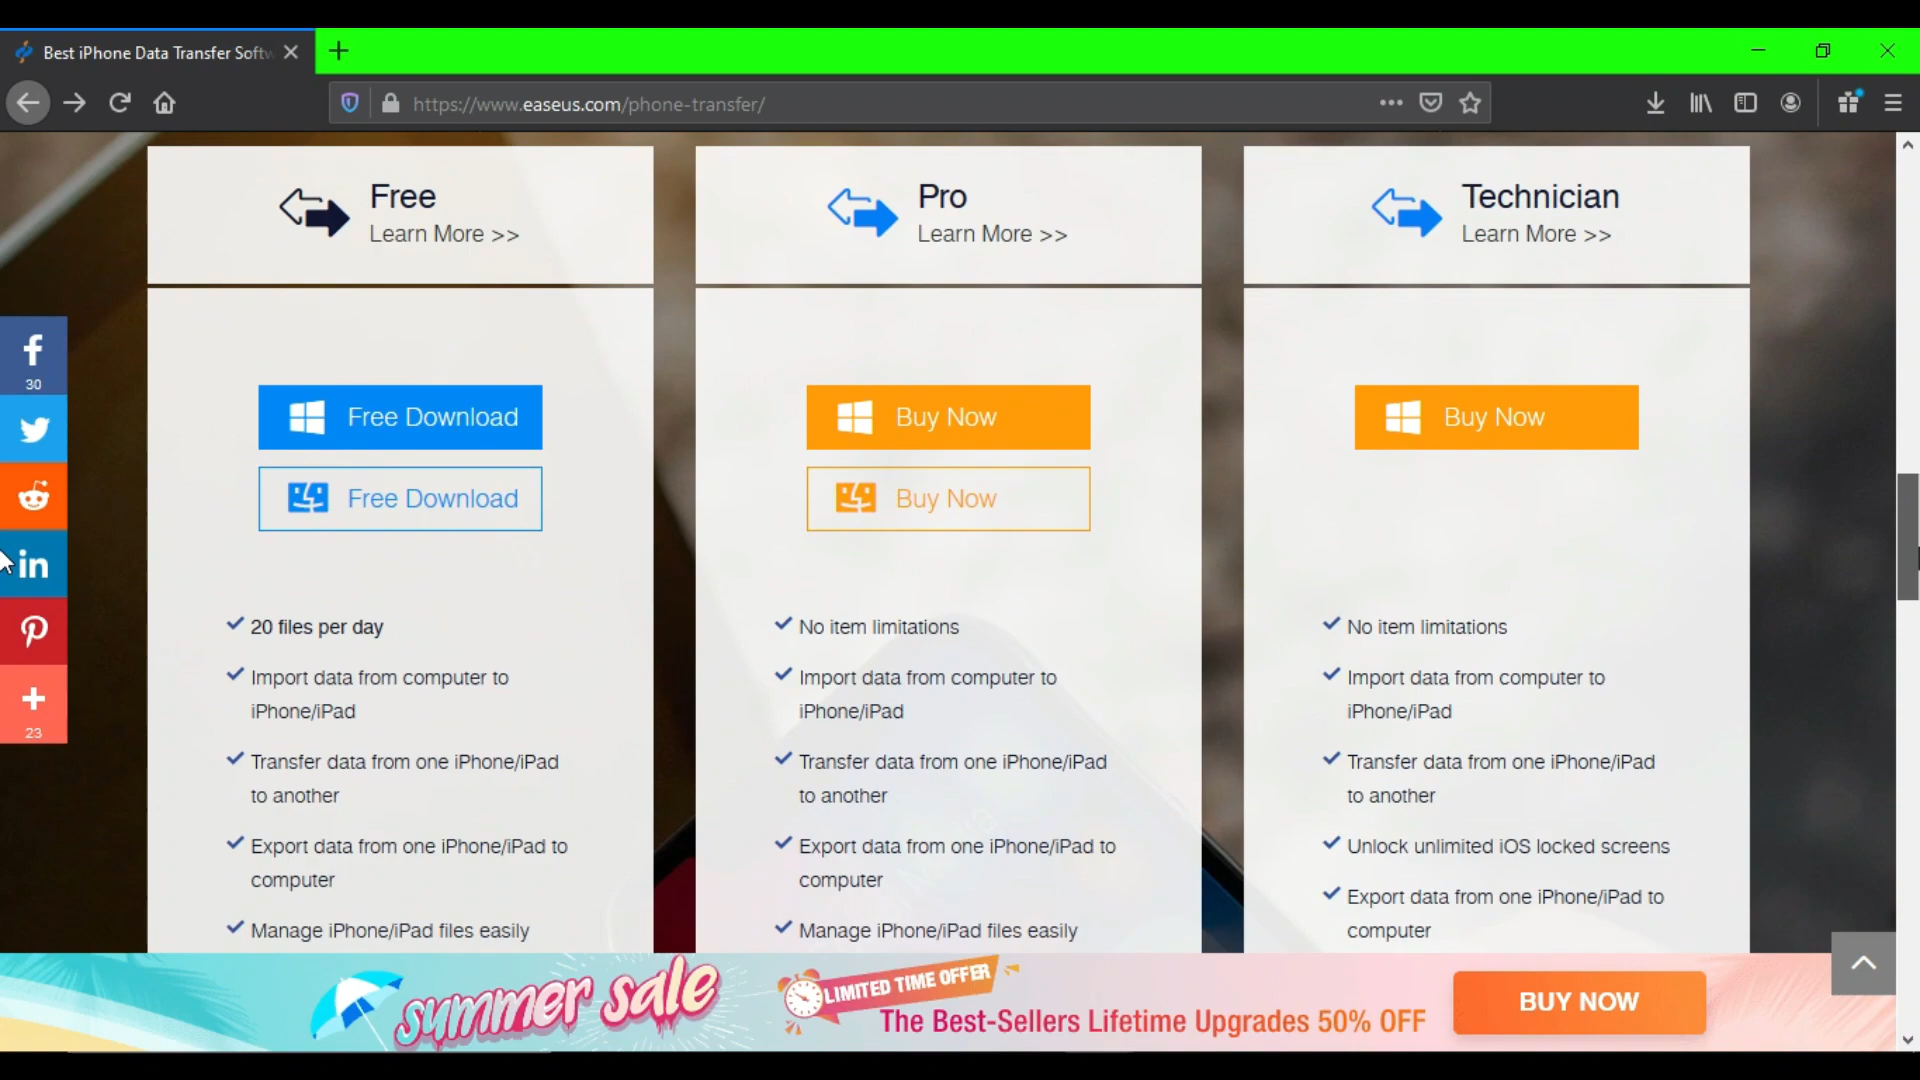 Best iPhone Data Transfer Softw
https://www.easeus.com/phone-transfer/
Free
Learn More >>
Pro
Learn More >>
Technician
Learn More >>
f
30
in
+
23
Free Download
Free Download
Buy Now
Buy Now
Buy Now
20 files per day
Import data from computer to
iPhone/iPad
Transfer data from one iPhone/iPad
to another
Export data from one iPhone/iPad to
computer
Manage iPhone/iPad files easily
No item limitations
Import data from computer to
iPhone/iPad
Transfer data from one iPhone/iPad
to another
Export data from one iPhone/iPad to
computer
Manage iPhone/iPad files easily
No item limitations
Import data from computer to
iPhone/iPad
Transfer data from one iPhone/iPad
to another
Unlock unlimited iOS locked screens
Export data from one iPhone/iPad to
computer
summer sale
LIMITED TIME OFFER
The Best-Sellers Lifetime Upgrades 50% OFF
BUY NOW